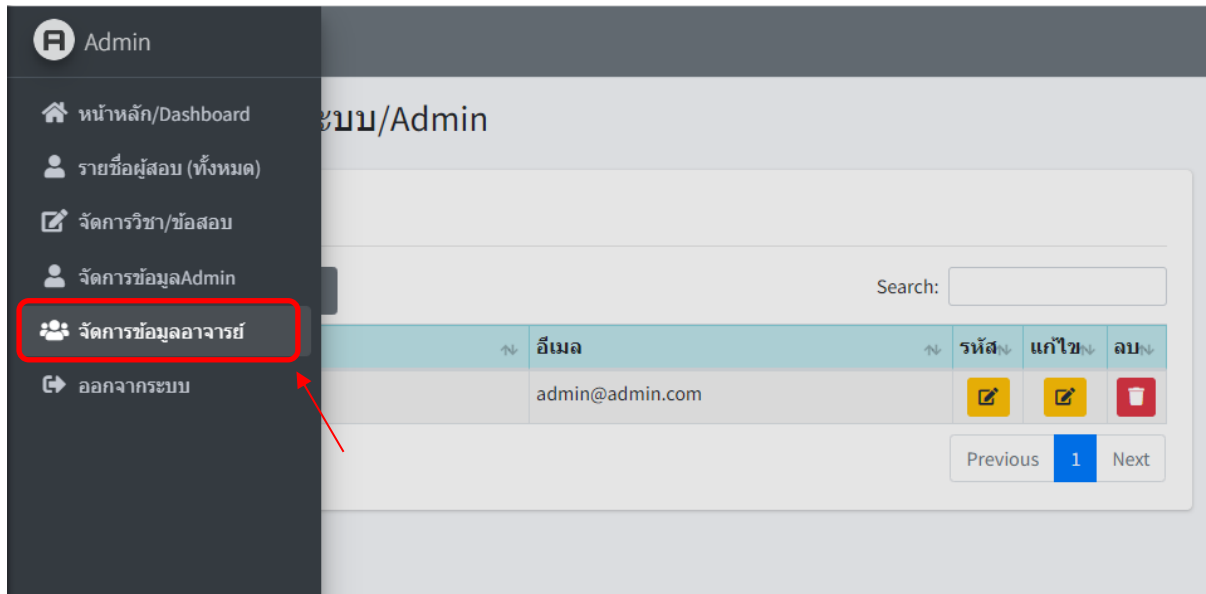 Admin
หน้าหลัก/Dashboard
รายชื่อผู้สอบ (ทั้งหมด)
จัดการวิชา/ข้อสอบ
จัดการข้อมูลAdmin
จัดการข้อมูลอาจารย์
ออกจากระบบ
ระบบ/Admin
Search:
อีเมล รหัส แก้ไข ลบ
admin@admin.com
Previous 1 Next